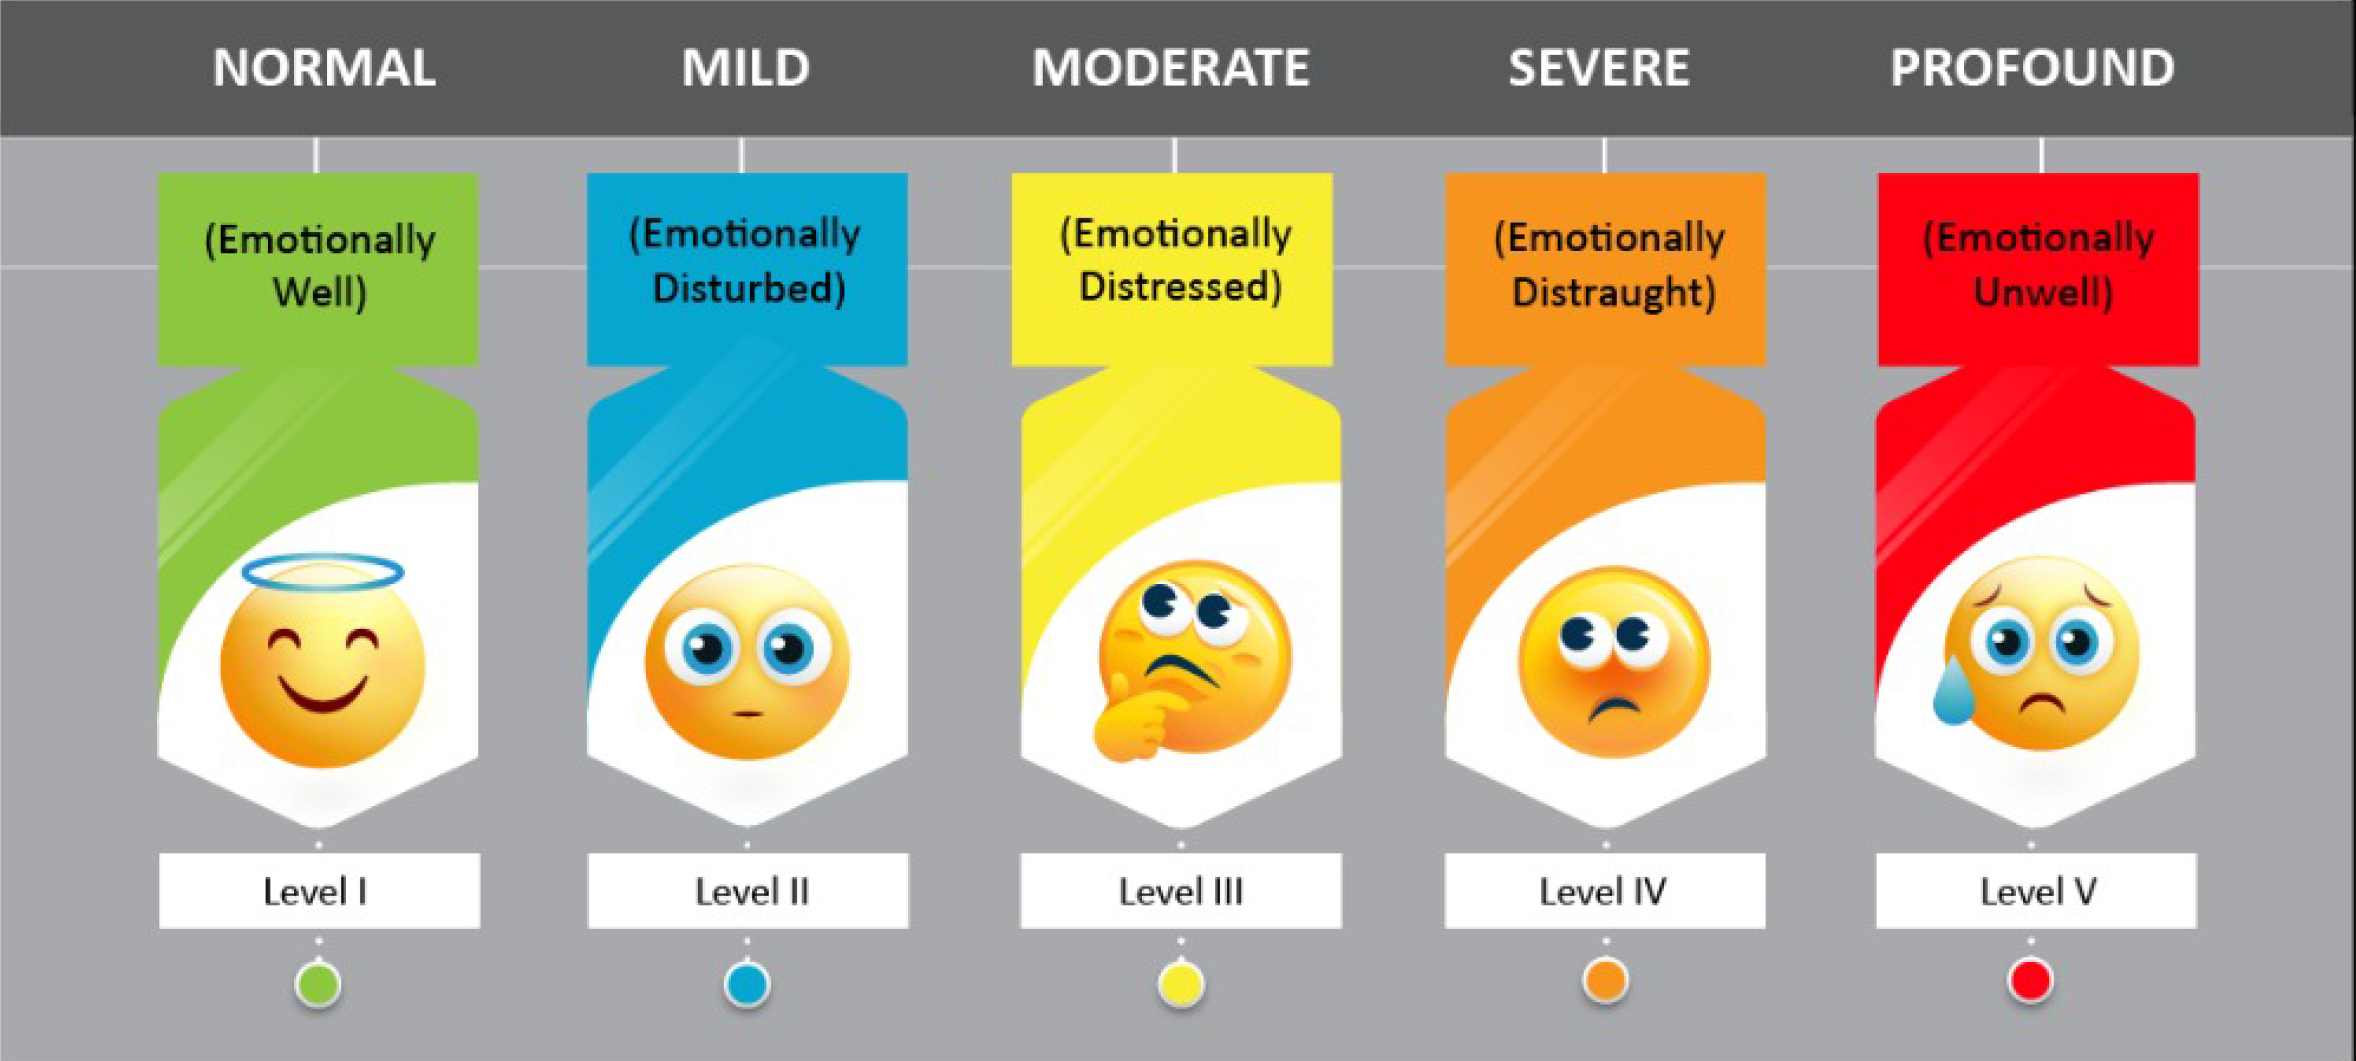 NORMAL MILD MODERATE SEVERE PROFOUND
(Emotionally
Well)
(Emotionally
Disturbed)
(Emotionally
Distressed)
(Emotionally
Distraught)
(Emotionally
Unwell)
Level I
Level II
Level III
Level IV
Level V